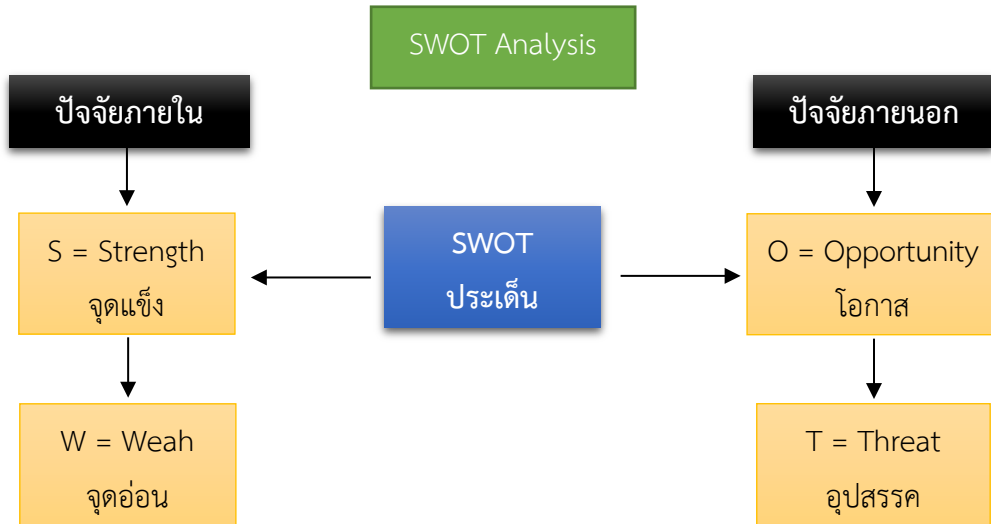 SWOT Analysis
ปัจจัยภายใน
ปัจจัยภายนอก
S = Strength
จุดแข็ง
SWOT
ประเด็น
O = Opportunity
โอกาส
W = Weah
จุดอ่อน
T = Threat
อุปสรรค